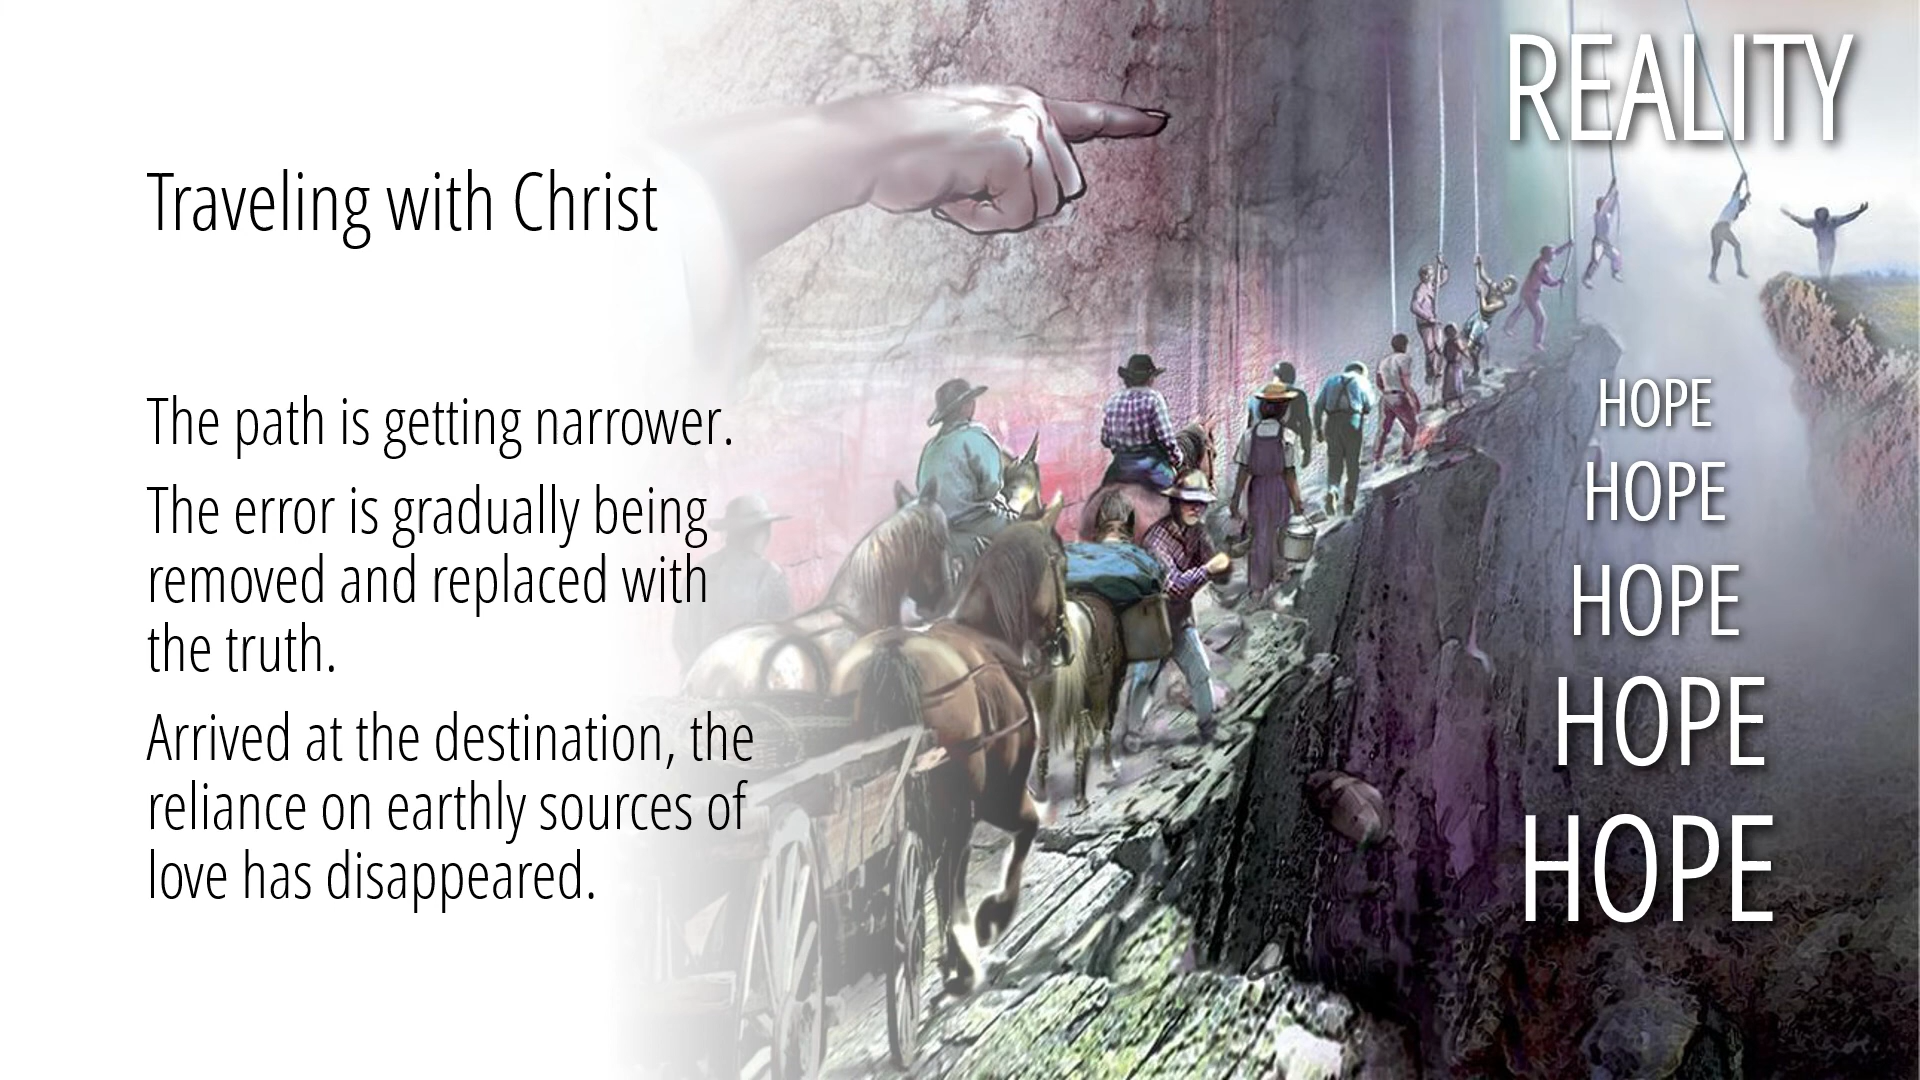 Traveling with Christ
The path is getting narrower.
The error is gradually being
removed and replaced with
the truth.
Arrived at the destination, the
reliance on earthly sources of
love has disappeared.
REALITY
HOPE
HOPE
HOPE
HOPE
HOPE